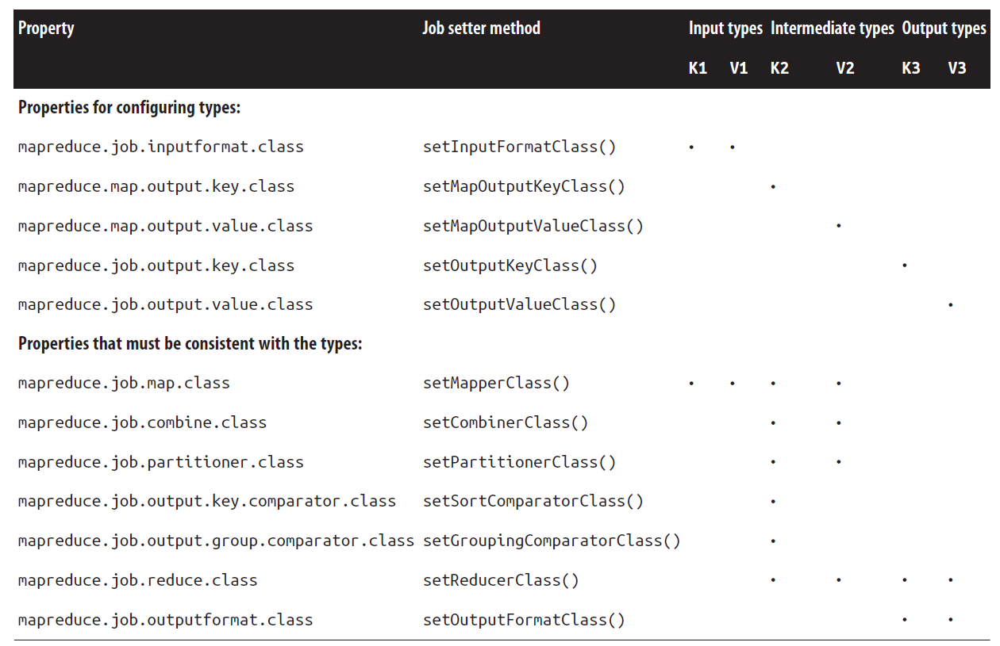 Property Job setter method Input types Intermediate types Output types
K1 V1 K2 V2 K3 V3
Properties for configuring types:
mapreduce.job.inputformat.class setInputFormatClass() • •
mapreduce.map.output.key.class setMapOutputKeyClass() •
mapreduce.map.output.value.class setMapOutputValueClass() •
mapreduce.job.output.key.class setOutputKeyClass() •
mapreduce.job.output.value.class setOutputValueClass() •
Properties that must be consistent with the types:
mapreduce.job.map.class setMapperClass() • • • •
mapreduce.job.combine.class setCombinerClass() • •
mapreduce.job.partitioner.class setPartitionerClass() • •
mapreduce.job.output.key.comparator.class setSortComparatorClass() •
mapreduce.job.output.group.comparator.class setGroupingComparatorClass() •
mapreduce.job.reduce.class setReducerClass() • • • •
mapreduce.job.outputformat.class setOutputFormatClass() • •